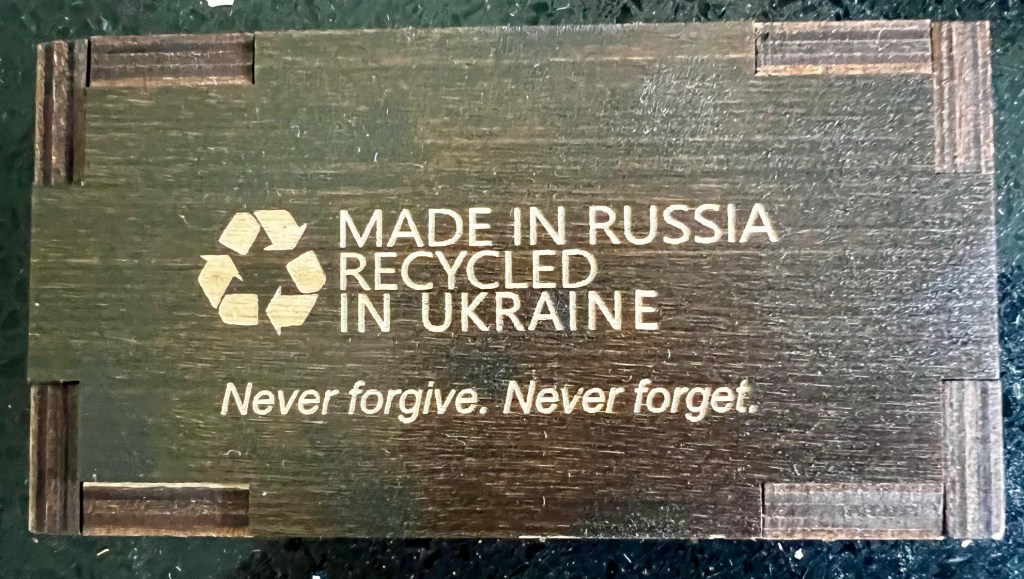 MADE IN RUSSIA
RECYCLED
IN UKRAINE
Never forgive. Never forget.